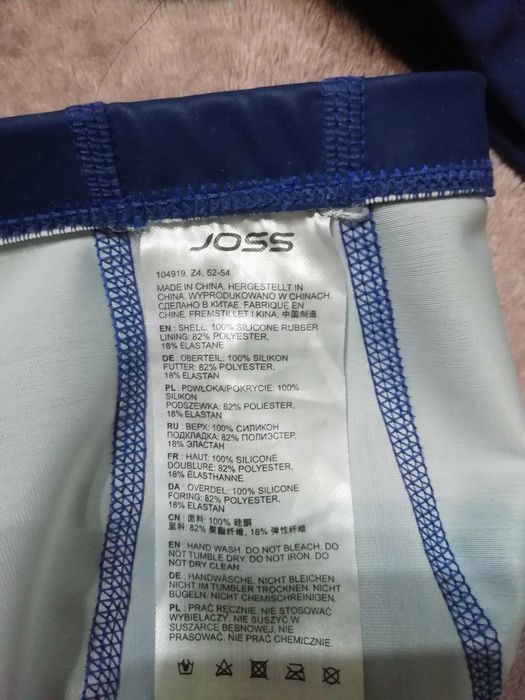 JOSS
104919, Z4, 52-54
MADE IN CHINA. HERGESTELLT IN
CHINA. WYPRODUKOWANO W CHINACH.
СДЕЛАНО В КИТАЕ. FABRIQUÉ EN
CHINE. FREMSTILLET I KINA. 中国制造.
EN : SHELL: 100% SILICONE RUBBER
LINING: 82% POLYESTER,
18% ELASTANE
DE : OBERTEIL: 100% SILIKON
FUTTER: 82% POLYESTER,
18% ELASTAN
PL : POWŁOKA/POKRYCIE: 100%
SILIKON
PODSZEWKA: 82% POLIESTER,
18% ELASTAN
RU : ВЕРХ: 100% СИЛИКОН
ПОДКЛАДКА: 82% ПОЛИЭСТЕР,
18% ЭЛАСТАН
FR : HAUT: 100% SILICONE
DOUBLURE: 82% POLYESTER,
18% ÉLASTHANNE
DA : OVERDEL: 100% SILICONE
FORING: 82% POLYESTER,
18% ELASTAN
CN : 面料: 100% 硅酮
里料: 82% 聚酯纤维, 18% 弹性纤维
EN : HAND WASH. DO NOT BLEACH. DO
NOT TUMBLE DRY. DO NOT IRON. DO
NOT DRY CLEAN.
DE : HANDWÄSCHE. NICHT BLEICHEN.
NICHT IM TUMBLER TROCKNEN. NICHT
BÜGELN. NICHT CHEMISCHREINIGEN.
PL : PRAĆ RĘCZNIE. NIE STOSOWAĆ
WYBIELACZY. NIE SUSZYĆ W
SUSZARCE BĘBNOWEJ. NIE
PRASOWAĆ. NIE PRAĆ CHEMICZNIE.